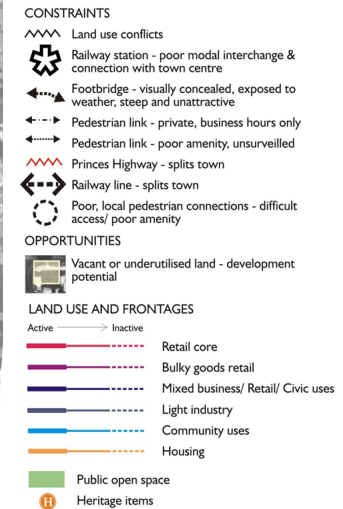 CONSTRAINTS
Land use conflicts
Railway station - poor modal interchange &
connection with town centre
Footbridge - visually concealed, exposed to
weather, steep and unattractive
Pedestrian link - private, business hours only
Pedestrian link - poor amenity, unsurveilled
Princes Highway - splits town
Railway line - splits town
Poor, local pedestrian connections - difficult
access/ poor amenity
OPPORTUNITIES
Vacant or underutilised land - development
potential
LAND USE AND FRONTAGES
Active Inactive
Retail core
Bulky goods retail
Mixed business/ Retail/ Civic uses
Light industry
Community uses
Housing
Public open space
H Heritage items